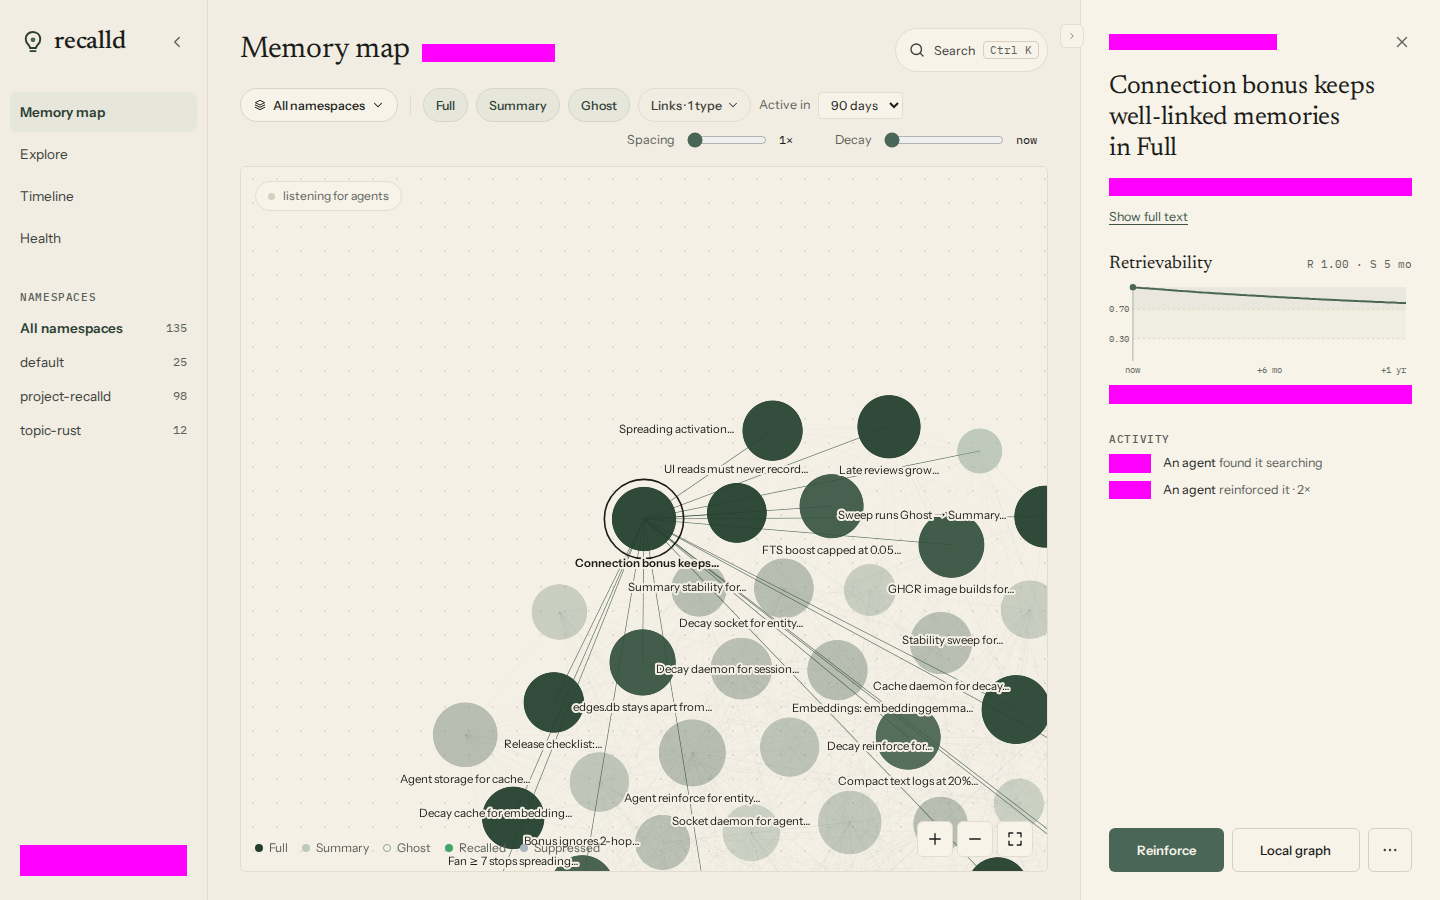 recalld
Memory map
Explore
Timeline
Health
NAMESPACES
All namespaces 135
default 25
project-recalld 98
topic-rust 12
Memory map
Search Ctrl K
All namespaces
Full
Summary
Ghost
Links · 1 type
Active in
90 days
Spacing
1×
Decay
now
listening for agents
Spreading activation...
UI reads must never record...
Late reviews grow...
Sweep runs Ghost → Summary...
FTS boost capped at 0.05...
Connection bonus keeps...
Summary stability for...
GHCR image builds for...
Decay socket for entity...
Stability sweep for...
Decay daemon for session...
Cache daemon for decay...
edges.db stays apart from...
Embeddings: embeddinggemma...
Release checklist:...
Decay reinforce for...
Agent storage for cache...
Compact text logs at 20%...
Agent reinforce for entity...
Decay cache for embedding...
Socket daemon for agent...
Bonus ignores 2-hop...
Fan ≥ 7 stops spreading...
Full
Summary
Ghost
Recalled
Suppressed
Connection bonus keeps
well-linked memories
in Full
Show full text
Retrievability
R 1.00 · S 5 mo
0.70
0.30
now
+6 mo
+1 yr
ACTIVITY
An agent found it searching
An agent reinforced it · 2×
Reinforce
Local graph